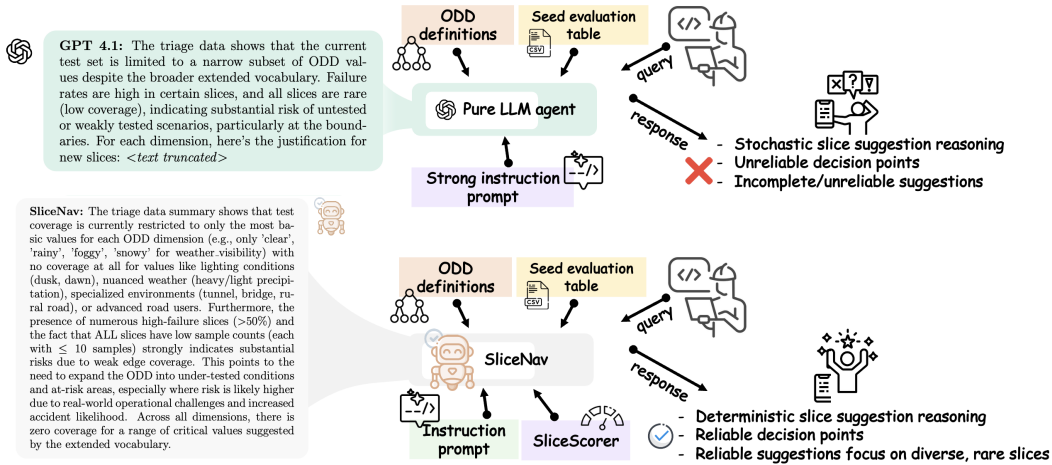 GPT 4.1: The triage data shows that the current
test set is limited to a narrow subset of ODD val-
ues despite the broader extended vocabulary. Failure
rates are high in certain slices, and all slices are rare
(low coverage), indicating substantial risk of untested
or weakly tested scenarios, particularly at the bound-
aries. For each dimension, here's the justification for
new slices: <text truncated>
ODD
definitions
Seed evaluation
table
CSV
</>
query
Pure LLM agent
response
--/>
Strong instruction
prompt
- Stochastic slice suggestion reasoning
- Unreliable decision points
- Incomplete/unreliable suggestions
SliceNav: The triage data summary shows that test
coverage is currently restricted to only the most ba-
sic values for each ODD dimension (e.g., only 'clear',
'rainy', 'foggy', 'snowy' for weather_visibility) with
no coverage at all for values like lighting conditions
(dusk, dawn), nuanced weather (heavy/light precipi-
tation), specialized environments (tunnel, bridge, ru-
ral road), or advanced road users. Furthermore, the
presence of numerous high-failure slices (>50%) and
the fact that ALL slices have low sample counts (each
with ≤ 10 samples) strongly indicates substantial
risks due to weak edge coverage. This points to the
need to expand the ODD into under-tested conditions
and at-risk areas, especially where risk is likely higher
due to real-world operational challenges and increased
accident likelihood. Across all dimensions, there is
zero coverage for a range of critical values suggested
by the extended vocabulary.
ODD
definitions
Seed evaluation
table
CSV
</>
query
SliceNav
response
--/>
Instruction
prompt
SliceScorer
- Deterministic slice suggestion reasoning
- Reliable decision points
- Reliable suggestions focus on diverse, rare slices